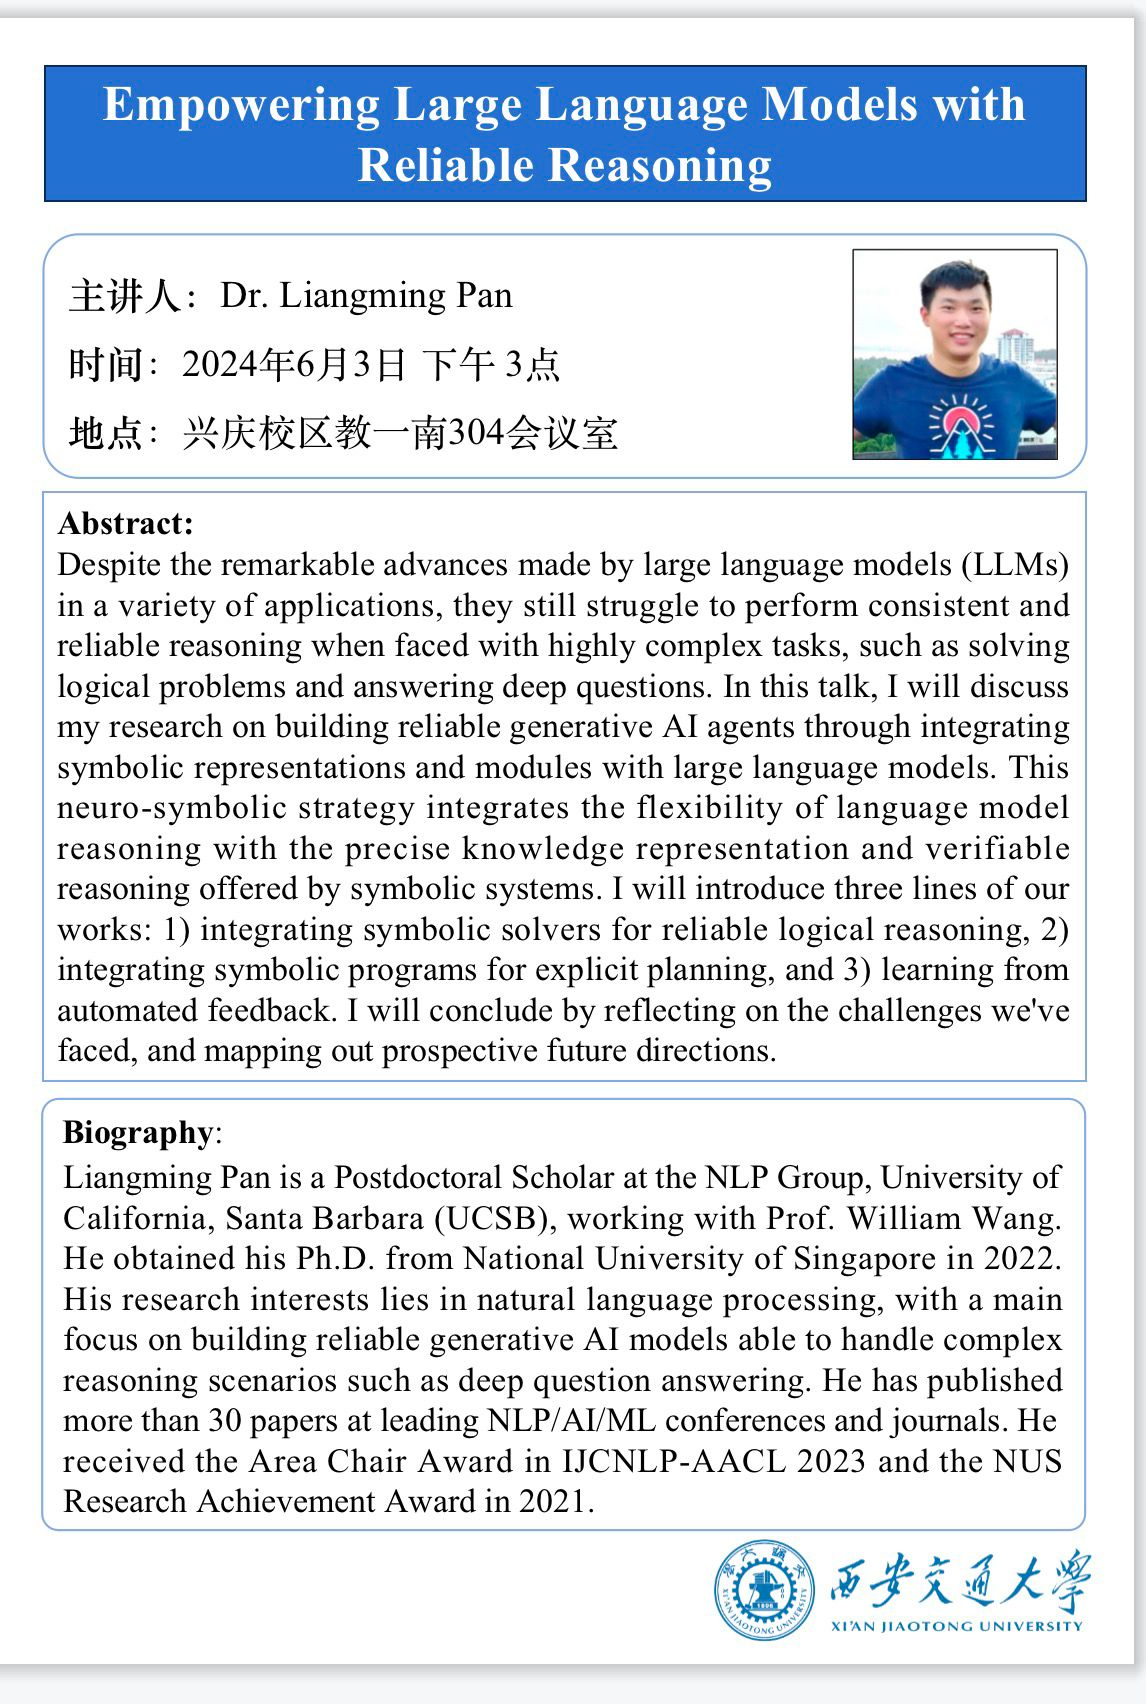 Empowering Large Language Models with
Reliable Reasoning
主讲人：Dr. Liangming Pan
时间：2024年6月3日 下午 3点
地点：兴庆校区教一南304会议室
Abstract:
Despite the remarkable advances made by large language models (LLMs)
in a variety of applications, they still struggle to perform consistent and
reliable reasoning when faced with highly complex tasks, such as solving
logical problems and answering deep questions. In this talk, I will discuss
my research on building reliable generative AI agents through integrating
symbolic representations and modules with large language models. This
neuro-symbolic strategy integrates the flexibility of language model
reasoning with the precise knowledge representation and verifiable
reasoning offered by symbolic systems. I will introduce three lines of our
works: 1) integrating symbolic solvers for reliable logical reasoning, 2)
integrating symbolic programs for explicit planning, and 3) learning from
automated feedback. I will conclude by reflecting on the challenges we've
faced, and mapping out prospective future directions.
Biography:
Liangming Pan is a Postdoctoral Scholar at the NLP Group, University of
California, Santa Barbara (UCSB), working with Prof. William Wang.
He obtained his Ph.D. from National University of Singapore in 2022.
His research interests lies in natural language processing, with a main
focus on building reliable generative AI models able to handle complex
reasoning scenarios such as deep question answering. He has published
more than 30 papers at leading NLP/AI/ML conferences and journals. He
received the Area Chair Award in IJCNLP-AACL 2023 and the NUS
Research Achievement Award in 2021.
XI'AN JIAOTONG UNIVERSITY
1896
西安交通大学
XI'AN JIAOTONG UNIVERSITY